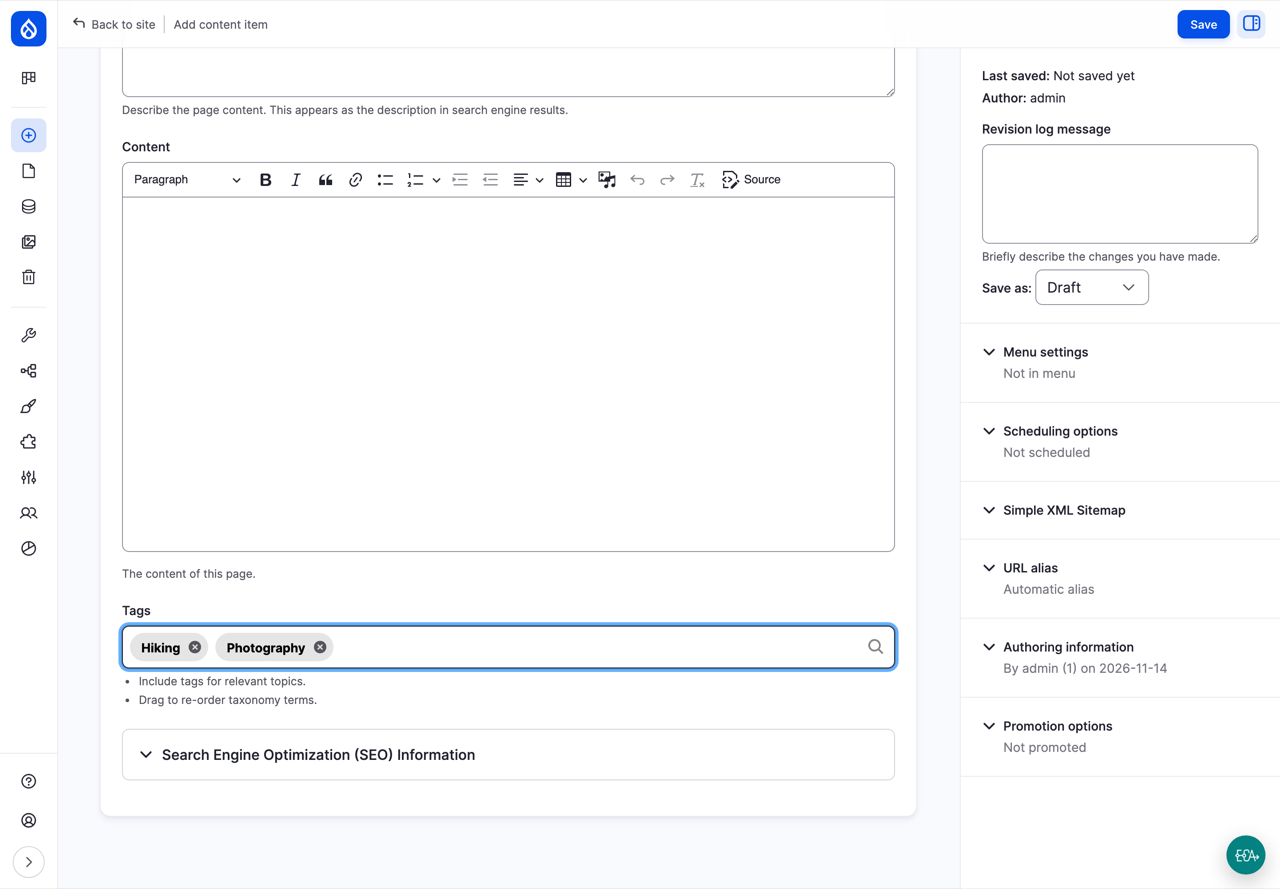 Back to site
Add content item
Save
Describe the page content. This appears as the description in search engine results.
Content
Paragraph
Source
The content of this page.
Tags
Hiking
Photography
Include tags for relevant topics.
Drag to re-order taxonomy terms.
Search Engine Optimization (SEO) Information
Last saved: Not saved yet
Author: admin
Revision log message
Briefly describe the changes you have made.
Save as: Draft
Menu settings
Not in menu
Scheduling options
Not scheduled
Simple XML Sitemap
URL alias
Automatic alias
Authoring information
By admin (1) on 2026-11-14
Promotion options
Not promoted
ECA